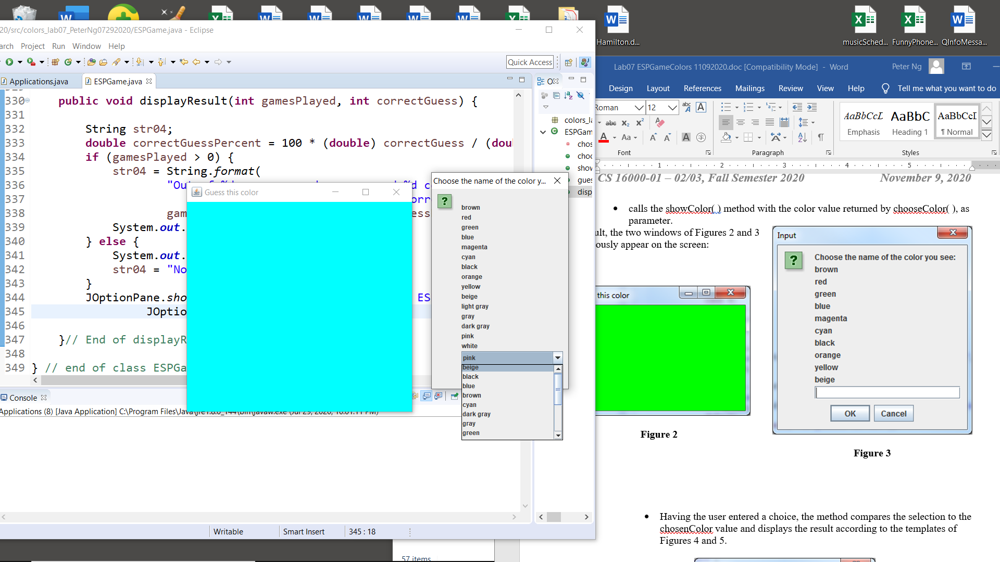 Hamilton.d...
musicSched...
FunnyPhone...
QInfoMessa...
20/src/colors_lab07_PeterNg07292020/ESPGame.java - Eclipse
arch Project Run Window Help
Quick Access
Applications.java
ESPGame.java
330 public void displayResult(int gamesPlayed, int correctGuess) {
331
332 String str04;
333 double correctGuessPercent = 100 * (double) correctGuess / (dou
334 if (gamesPlayed > 0) {
335 str04 = String.format(
336
337
338 gam
339 System.out.
340 } else {
341 System.out.
342 str04 = "No
343 }
344 JOptionPane.sho ES
345 JOptio
346
347 }// End of displayR
348
349 } // end of class ESPGa
colors_la
ESPGam
chos
choo
show
gues
disp
Guess this color
Choose the name of the color y...
brown
red
green
blue
magenta
cyan
black
orange
yellow
beige
light gray
gray
dark gray
pink
white
pink
beige
black
blue
brown
cyan
dark gray
gray
green
Console
Applications (8) [Java Application] C:\Program Files\Java\jre1.8.0_144\bin\javaw.exe (Jul 29, 2020, 10:01:11 PM)
Writable
Smart Insert
345 : 18
57 items
Lab07 ESPGameColors 11092020.doc [Compatibility Mode] - Word
Peter Ng
Design Layout References Mailings Review View Help Tell me what you want to do
Roman 12
AaBbCcL AaBbC AaBbCcI
Emphasis Heading 1 ¶ Normal
Font Paragraph Styles
1 2 3 4 5
CS 16000-01 – 02/03, Fall Semester 2020 November 9, 2020
• calls the showColor( ) method with the color value returned by chooseColor( ), as
parameter.
ult, the two windows of Figures 2 and 3
ously appear on the screen:
this color
Figure 2
Input
Choose the name of the color you see:
brown
red
green
blue
magenta
cyan
black
orange
yellow
beige
OK Cancel
Figure 3
• Having the user entered a choice, the method compares the selection to the
chosenColor value and displays the result according to the templates of
Figures 4 and 5.